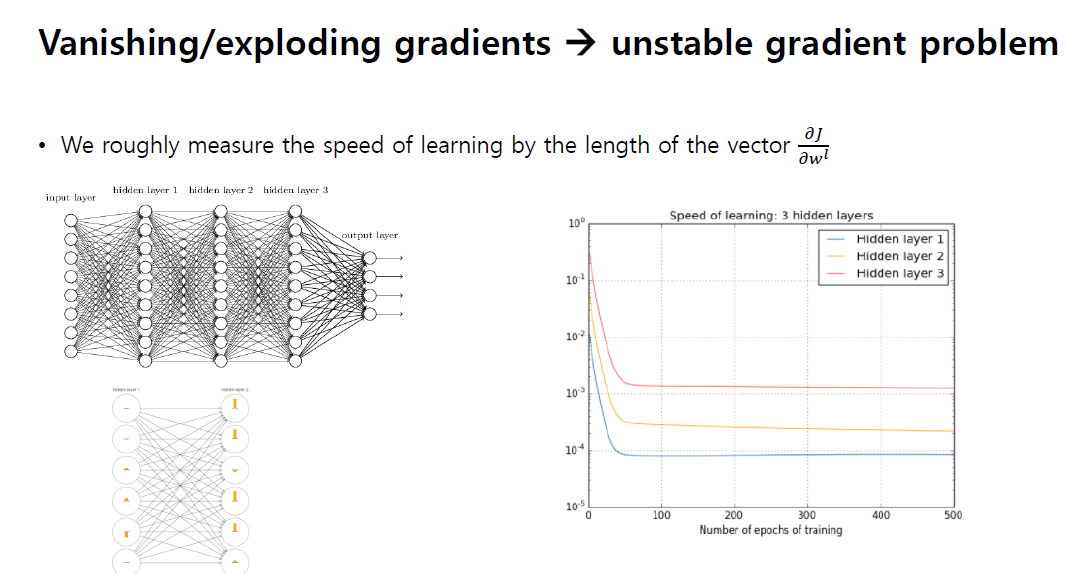 Vanishing/exploding gradients → unstable gradient problem
• We roughly measure the speed of learning by the length of the vector ∂J/∂w^l
input layer
hidden layer 1 hidden layer 2 hidden layer 3
output layer
hidden layer 1 hidden layer 2
Speed of learning: 3 hidden layers
Hidden layer 1
Hidden layer 2
Hidden layer 3
10^0
10^-1
10^-2
10^-3
10^-4
10^-5
0 100 200 300 400 500
Number of epochs of training